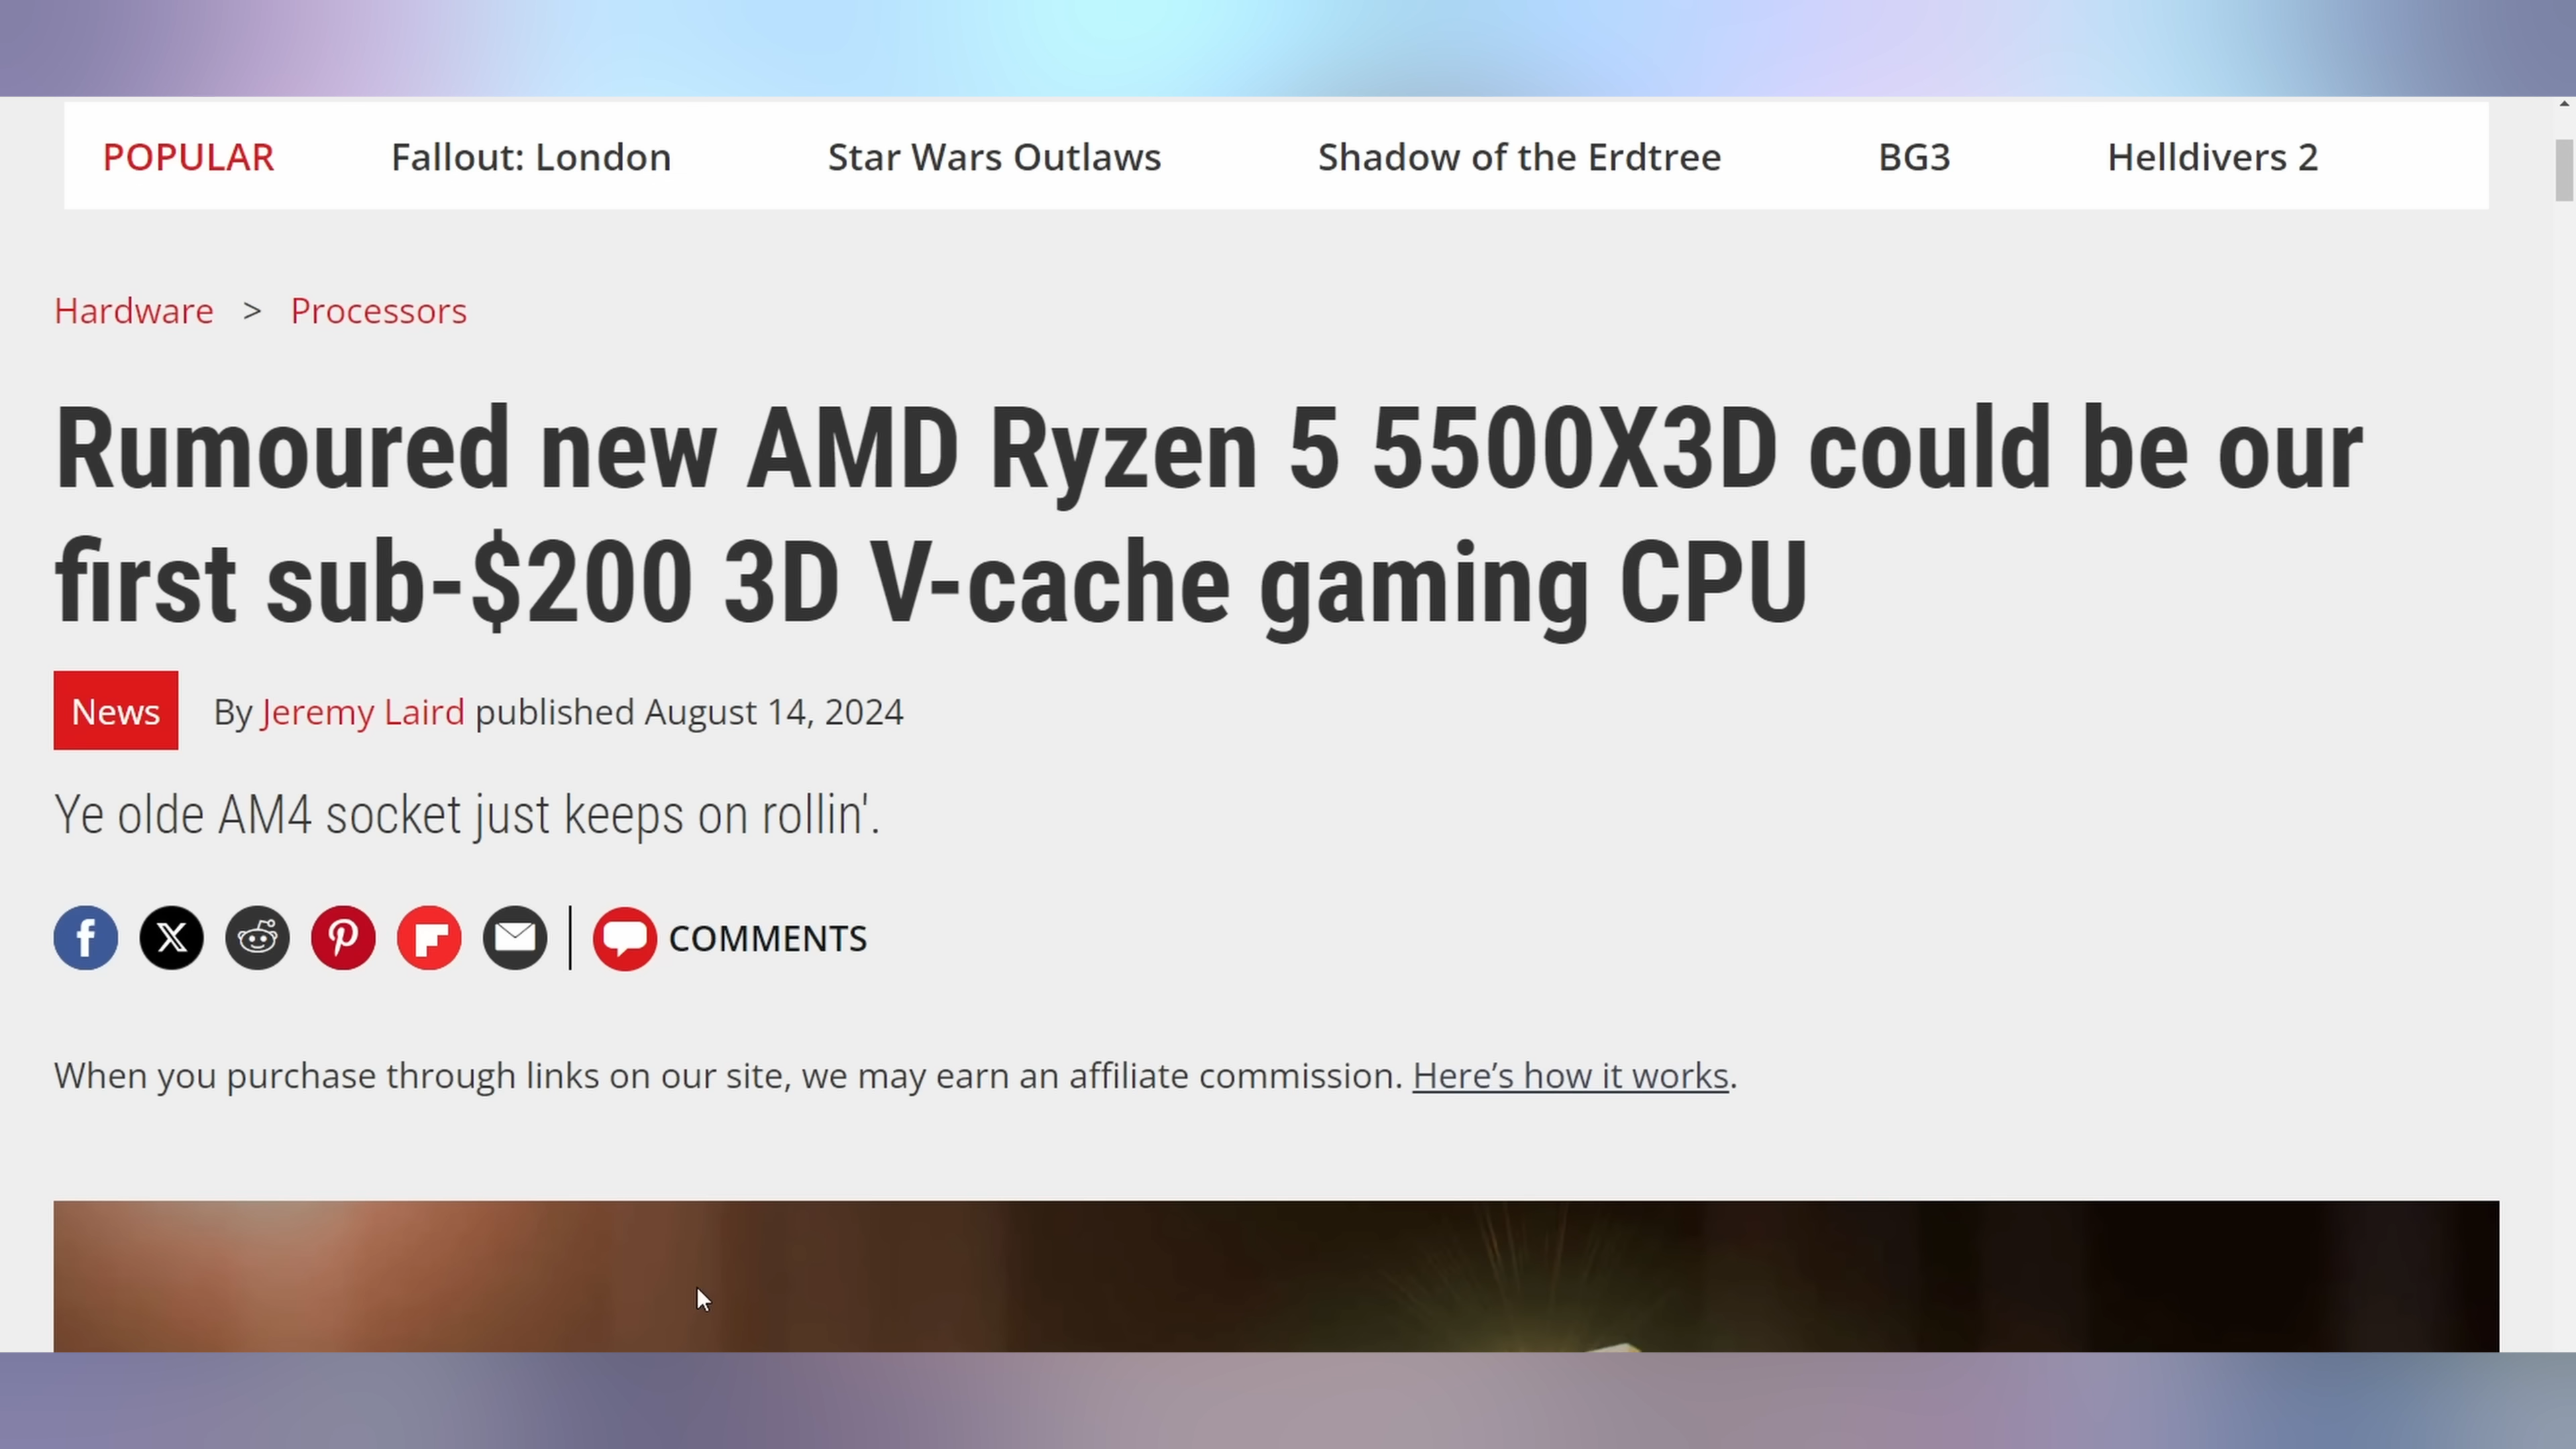 POPULAR Fallout: London Star Wars Outlaws Shadow of the Erdtree BG3 Helldivers 2
Hardware > Processors
Rumoured new AMD Ryzen 5 5500X3D could be our
first sub-$200 3D V-cache gaming CPU
News By Jeremy Laird published August 14, 2024
Ye olde AM4 socket just keeps on rollin'.
COMMENTS
When you purchase through links on our site, we may earn an affiliate commission. Here’s how it works.